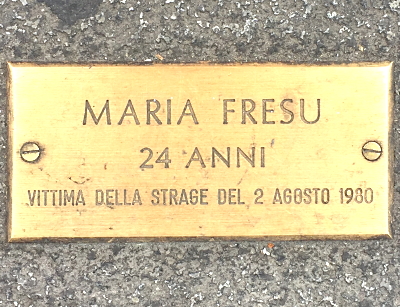 MARIA FRESU
24 ANNI
VITTIMA DELLA STRAGE DEL 2 AGOSTO 1980